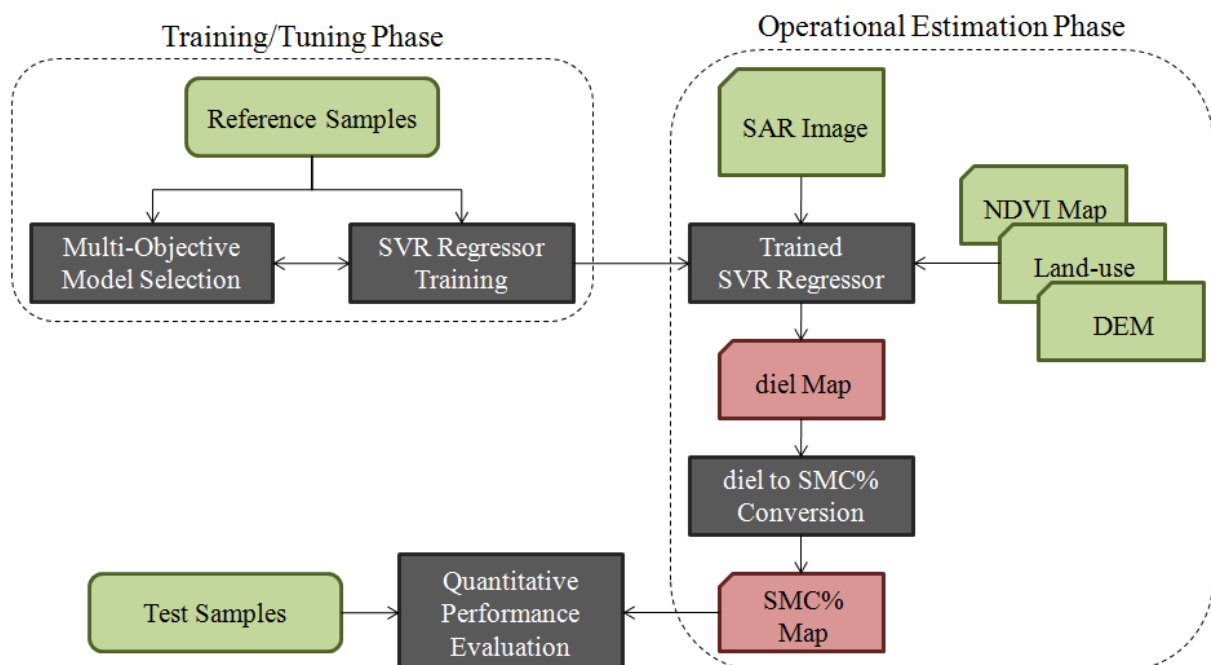 Training/Tuning Phase
Reference Samples
Multi-Objective
Model Selection
SVR Regressor
Training
Operational Estimation Phase
SAR Image
NDVI Map
Land-use
DEM
Trained
SVR Regressor
diel Map
diel to SMC%
Conversion
SMC%
Map
Quantitative
Performance
Evaluation
Test Samples